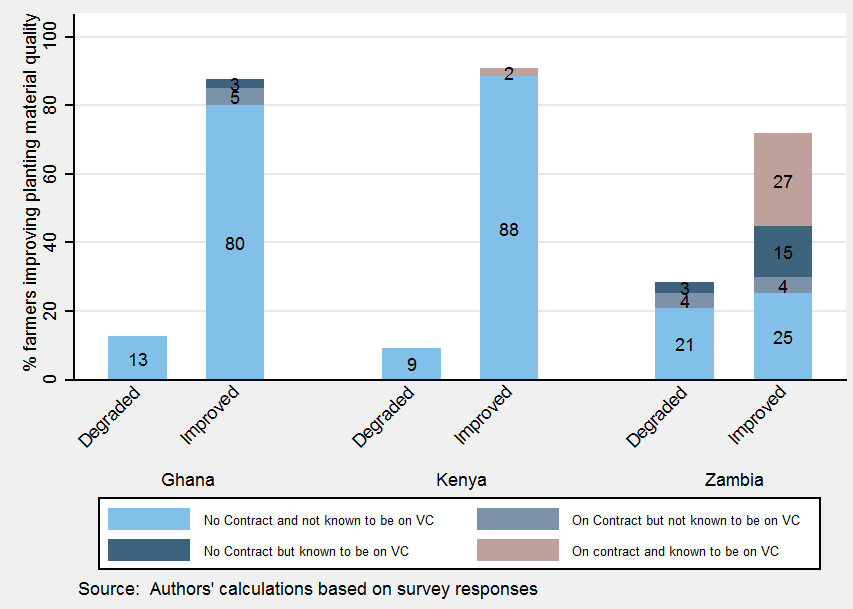 % farmers improving planting material quality
100
80
60
40
20
0
13
3
5
80
9
2
88
3
4
21
27
15
4
25
Degraded
Improved
Degraded
Improved
Degraded
Improved
Ghana
Kenya
Zambia
No Contract and not known to be on VC
On Contract but not known to be on VC
No Contract but known to be on VC
On contract and known to be on VC
Source:  Authors' calculations based on survey responses